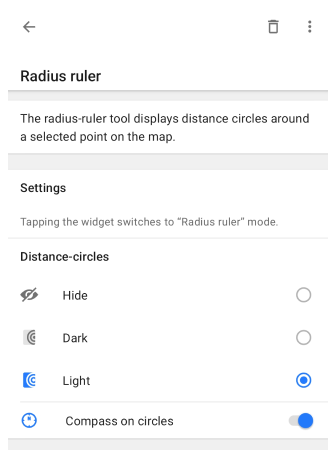 Radius ruler
The radius-ruler tool displays distance circles around
a selected point on the map.
Settings
Tapping the widget switches to “Radius ruler” mode.
Distance-circles
Hide
Dark
Light
Compass on circles